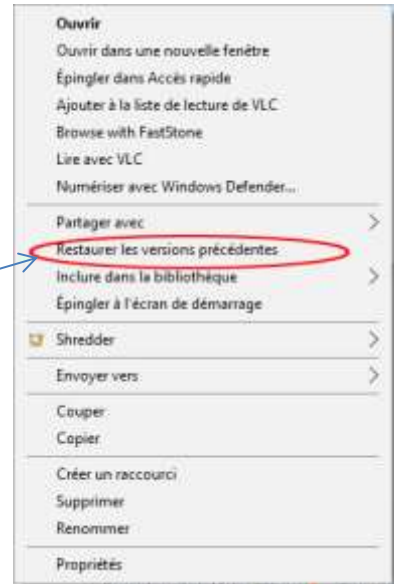 Ouvrir
Ouvrir dans une nouvelle fenêtre
Épingler dans Accès rapide
Ajouter à la liste de lecture de VLC
Browse with FastStone
Lire avec VLC
Numériser avec Windows Defender...
Partager avec
Restaurer les versions précédentes
Inclure dans la bibliothèque
Épingler à l'écran de démarrage
Shredder
Envoyer vers
Couper
Copier
Créer un raccourci
Supprimer
Renommer
Propriétés